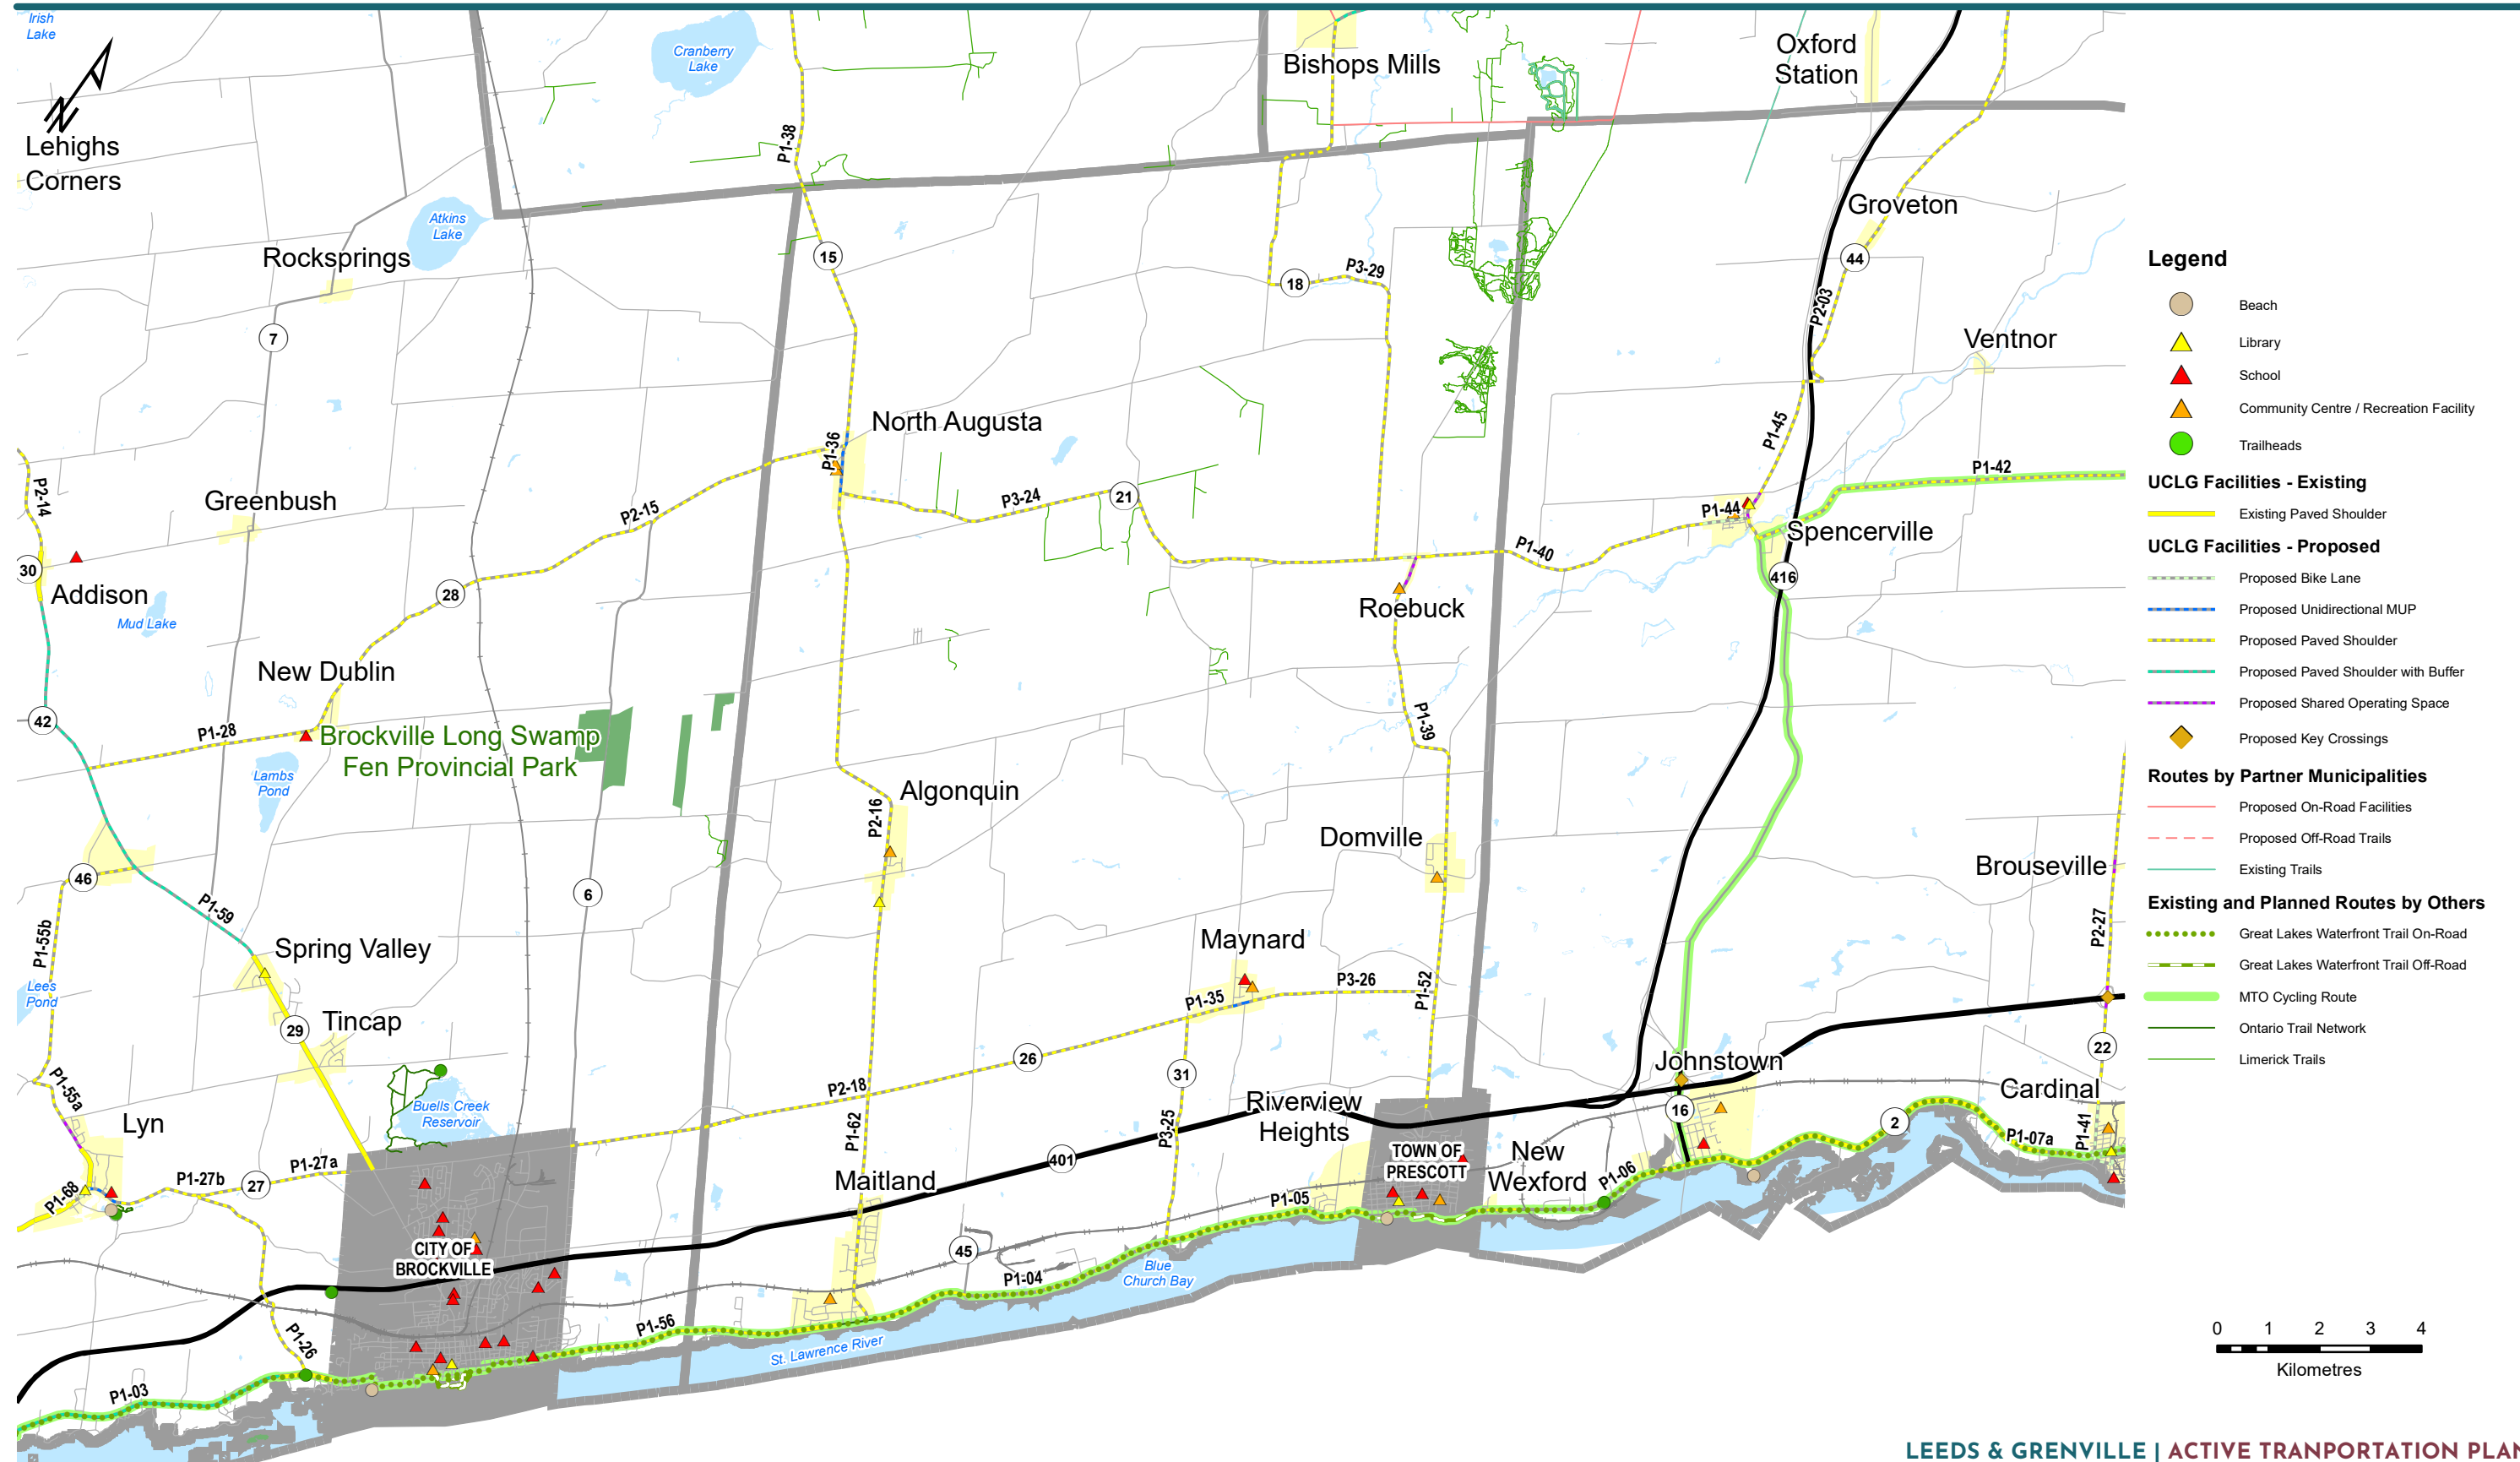 Irish
Lake
N
Lehighs
Corners
Cranberry
Lake
P1-38
Bishops Mills
Oxford
Station
Atkins
Lake
Rocksprings
7
15
18
P3-29
Groveton
44
P2-03
Ventnor
P2-14
30
Addison
Mud Lake
Greenbush
28
P2-15
P1-36
North Augusta
P3-24
21
P1-45
P1-42
P1-44
Spencerville
P1-40
416
Roebuck
P1-39
New Dublin
42
P1-28
Brockville Long Swamp
Fen Provincial Park
Lambs
Pond
46
P1-59
P1-55b
Lees
Pond
6
P2-16
Algonquin
Domville
Brouseville
P2-27
Spring Valley
29
Tincap
Maynard
P1-35
P3-26
P1-52
26
P2-18
31
P3-25
P1-62
P1-55a
Lyn
Buells Creek
Reservoir
P1-68
P1-27b
27
P1-27a
Maitland
401
Riverview
Heights
TOWN OF
PRESCOTT
New
Wexford
Johnstown
16
P1-06
2
P1-07a
P1-41
Cardinal
22
CITY OF
BROCKVILLE
45
P1-04
P1-05
Blue
Church Bay
P1-26
P1-56
St. Lawrence River
P1-03
Legend
Beach
Library
School
Community Centre / Recreation Facility
Trailheads
UCLG Facilities - Existing
Existing Paved Shoulder
UCLG Facilities - Proposed
Proposed Bike Lane
Proposed Unidirectional MUP
Proposed Paved Shoulder
Proposed Paved Shoulder with Buffer
Proposed Shared Operating Space
Proposed Key Crossings
Routes by Partner Municipalities
Proposed On-Road Facilities
Proposed Off-Road Trails
Existing Trails
Existing and Planned Routes by Others
Great Lakes Waterfront Trail On-Road
Great Lakes Waterfront Trail Off-Road
MTO Cycling Route
Ontario Trail Network
Limerick Trails
0 1 2 3 4
Kilometres
LEEDS & GRENVILLE | ACTIVE TRANPORTATION PLAN